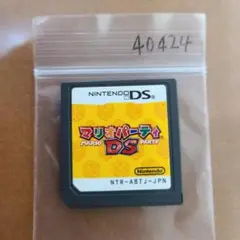 40424
NINTENDO DS
マリオパーティ
MARIO PARTY
DS
Nintendo
NTR-ABTJ-JPN